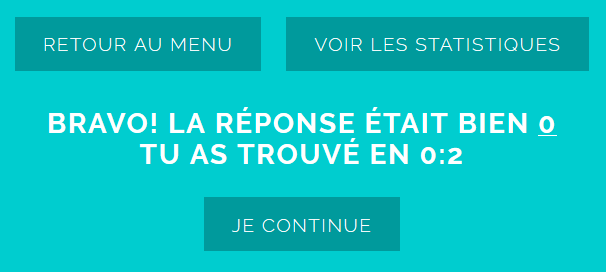 RETOUR AU MENU
VOIR LES STATISTIQUES
BRAVO! LA RÉPONSE ÉTAIT BIEN 0
TU AS TROUVÉ EN 0:2
JE CONTINUE